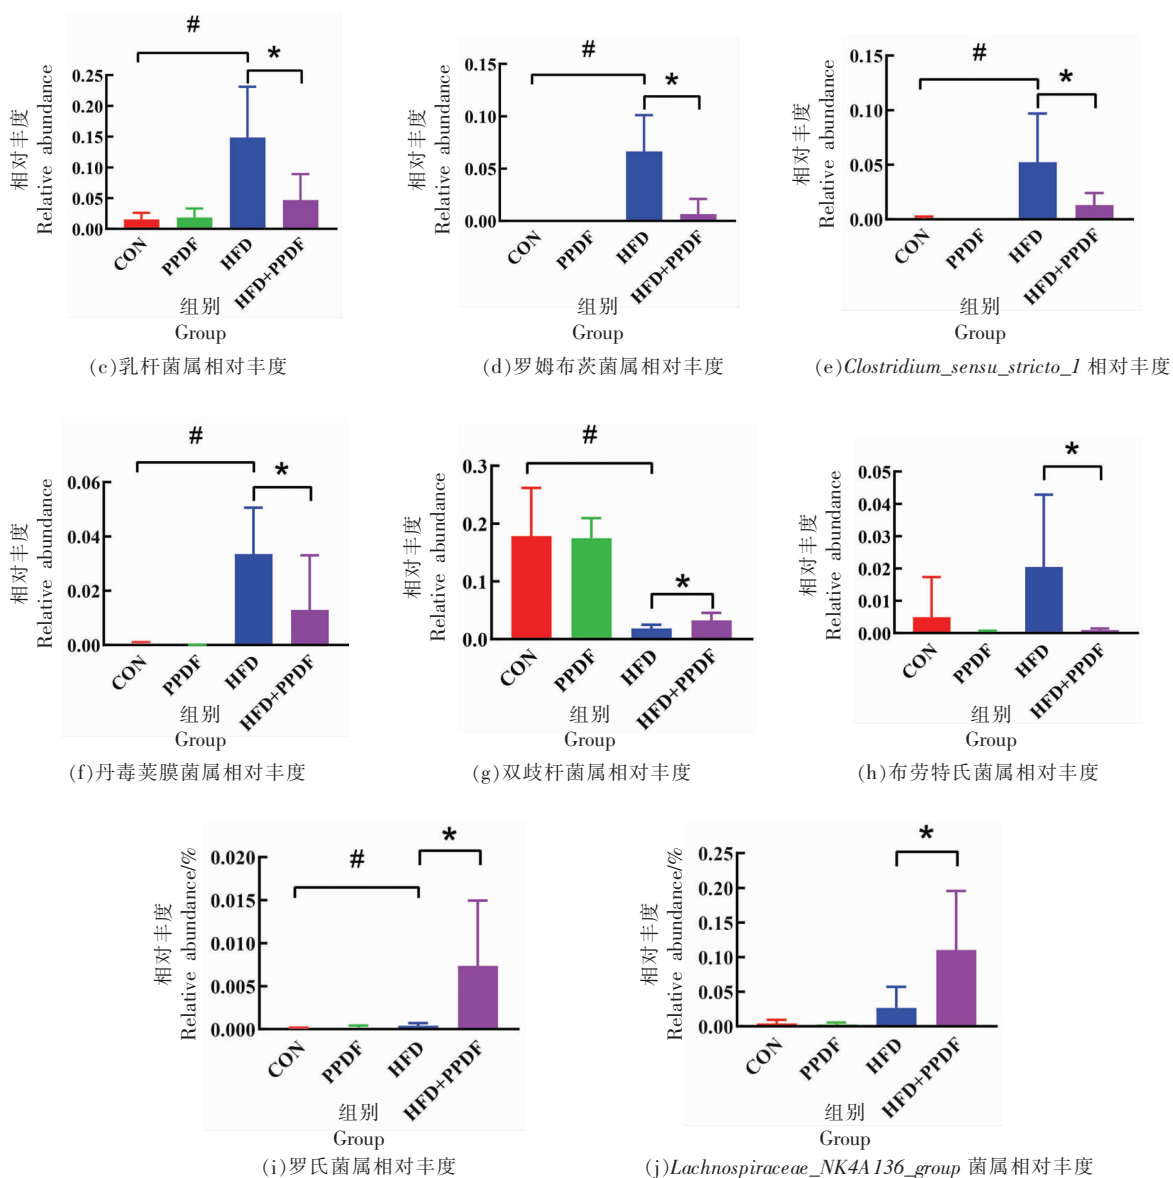 #
*
0.25
0.20
0.15
0.10
0.05
0.00
相对丰度
Relative abundance
CON
PPDF
HFD
HFD+PPDF
组别
Group
(c)乳杆菌属相对丰度
#
*
0.15
0.10
0.05
0.00
相对丰度
Relative abundance
CON
PPDF
HFD
HFD+PPDF
组别
Group
(d)罗姆布茨菌属相对丰度
#
*
0.15
0.10
0.05
0.00
相对丰度
Relative abundance
CON
PPDF
HFD
HFD+PPDF
组别
Group
(e)Clostridium_sensu_stricto_1 相对丰度
#
*
0.06
0.04
0.02
0.00
相对丰度
Relative abundance
CON
PPDF
HFD
HFD+PPDF
组别
Group
(f)丹毒荚膜菌属相对丰度
#
*
0.3
0.2
0.1
0.0
相对丰度
Relative abundance
CON
PPDF
HFD
HFD+PPDF
组别
Group
(g)双歧杆菌属相对丰度
*
0.05
0.04
0.03
0.02
0.01
0.00
相对丰度
Relative abundance
CON
PPDF
HFD
HFD+PPDF
组别
Group
(h)布劳特氏菌属相对丰度
#
*
0.020
0.015
0.010
0.005
0.000
相对丰度
Relative abundance/%
CON
PPDF
HFD
HFD+PPDF
组别
Group
(i)罗氏菌属相对丰度
*
0.25
0.20
0.15
0.10
0.05
0.00
相对丰度
Relative abundance/%
CON
PPDF
HFD
HFD+PPDF
组别
Group
(j)Lachnospiraceae_NK4A136_group 菌属相对丰度